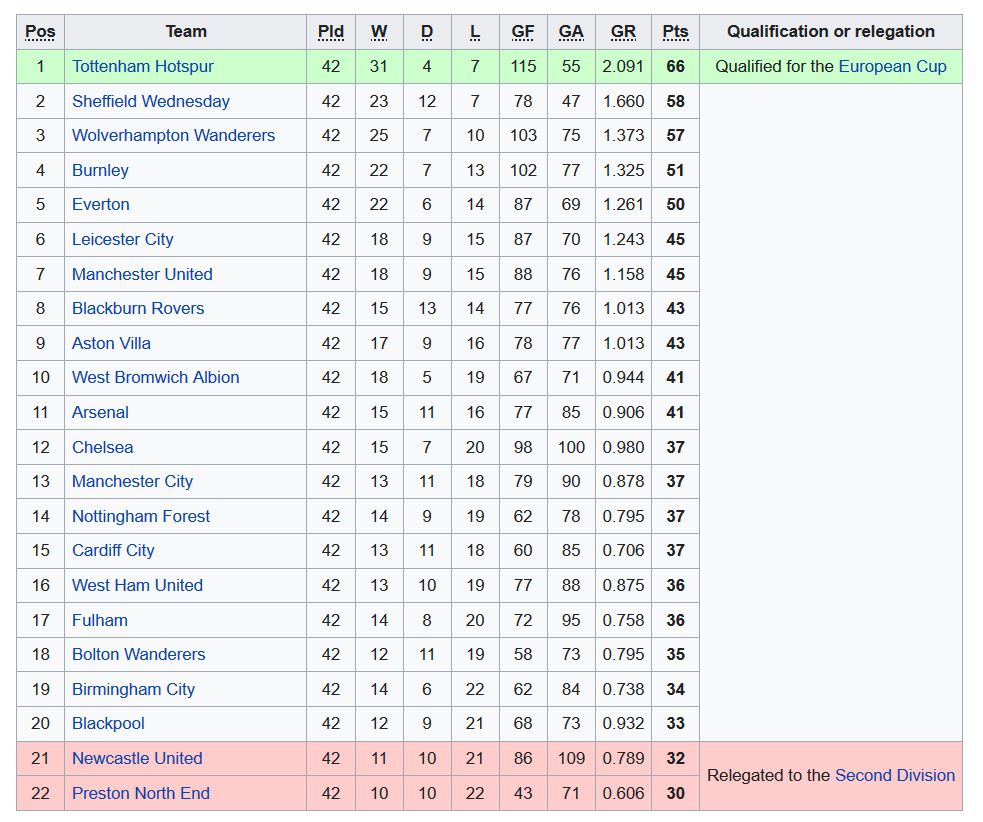 Pos Team Pld W D L GF GA GR Pts Qualification or relegation
1 Tottenham Hotspur 42 31 4 7 115 55 2.091 66 Qualified for the European Cup
2 Sheffield Wednesday 42 23 12 7 78 47 1.660 58
3 Wolverhampton Wanderers 42 25 7 10 103 75 1.373 57
4 Burnley 42 22 7 13 102 77 1.325 51
5 Everton 42 22 6 14 87 69 1.261 50
6 Leicester City 42 18 9 15 87 70 1.243 45
7 Manchester United 42 18 9 15 88 76 1.158 45
8 Blackburn Rovers 42 15 13 14 77 76 1.013 43
9 Aston Villa 42 17 9 16 78 77 1.013 43
10 West Bromwich Albion 42 18 5 19 67 71 0.944 41
11 Arsenal 42 15 11 16 77 85 0.906 41
12 Chelsea 42 15 7 20 98 100 0.980 37
13 Manchester City 42 13 11 18 79 90 0.878 37
14 Nottingham Forest 42 14 9 19 62 78 0.795 37
15 Cardiff City 42 13 11 18 60 85 0.706 37
16 West Ham United 42 13 10 19 77 88 0.875 36
17 Fulham 42 14 8 20 72 95 0.758 36
18 Bolton Wanderers 42 12 11 19 58 73 0.795 35
19 Birmingham City 42 14 6 22 62 84 0.738 34
20 Blackpool 42 12 9 21 68 73 0.932 33
21 Newcastle United 42 11 10 21 86 109 0.789 32
Relegated to the Second Division
22 Preston North End 42 10 10 22 43 71 0.606 30